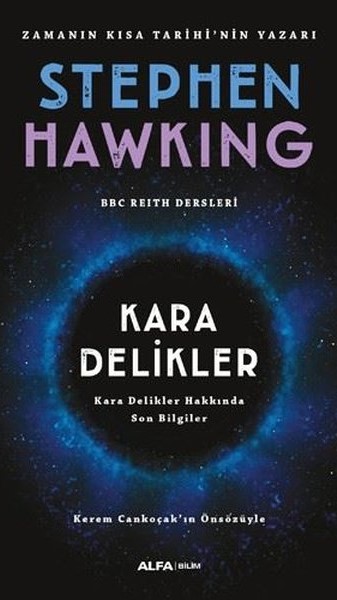 ZAMANIN KISA TARİHİ'NİN YAZARI
STEPHEN
HAWKING
BBC REITH DERSLERİ
KARA
DELİKLER
Kara Delikler Hakkında
Son Bilgiler
Kerem Cankoçak'ın Önsözüyle
ALFA | BİLİM